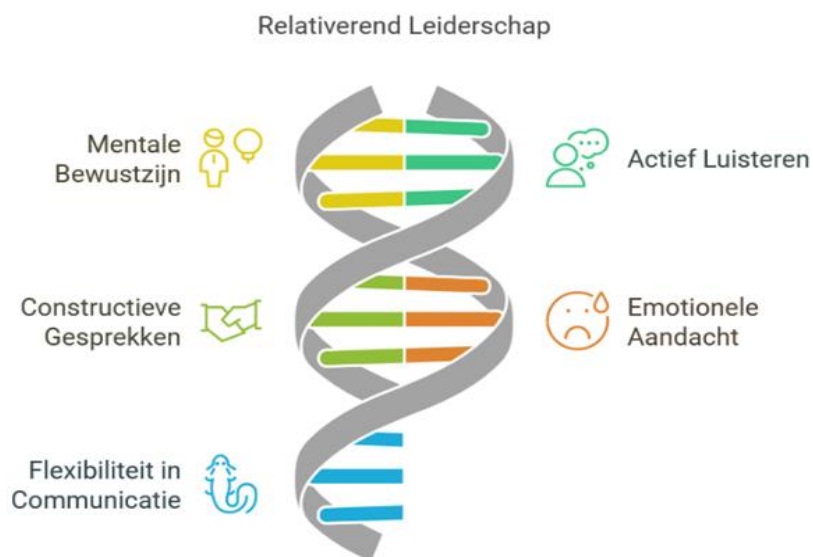 Relativerend Leiderschap
Mentale
Bewustzijn
Actief Luisteren
Constructieve
Gesprekken
Emotionele
Aandacht
Flexibiliteit in
Communicatie